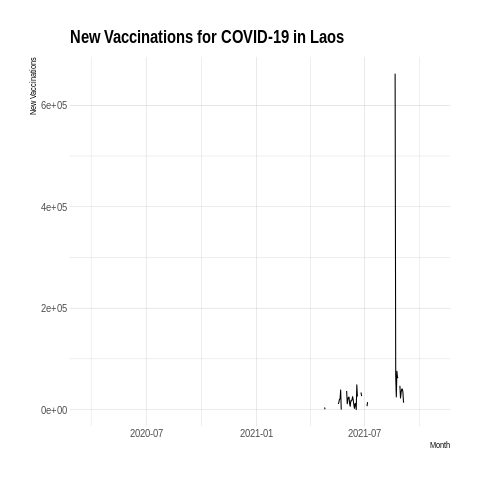 New Vaccinations for COVID-19 in Laos
New Vaccinations
6e+05
4e+05
2e+05
0e+00
2020-07
2021-01
2021-07
Month